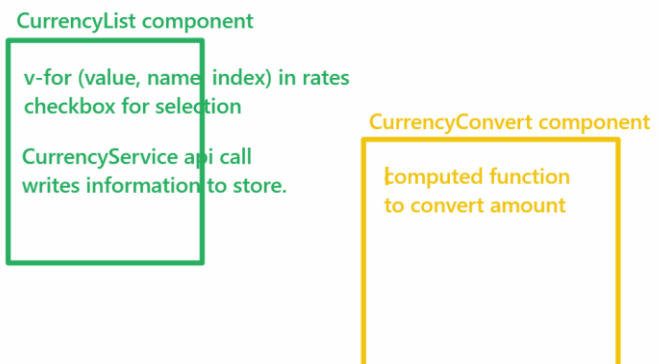 CurrencyList component
v-for (value, name, index) in rates
checkbox for selection
CurrencyService api call
writes information to store.
CurrencyConvert component
computed function
to convert amount